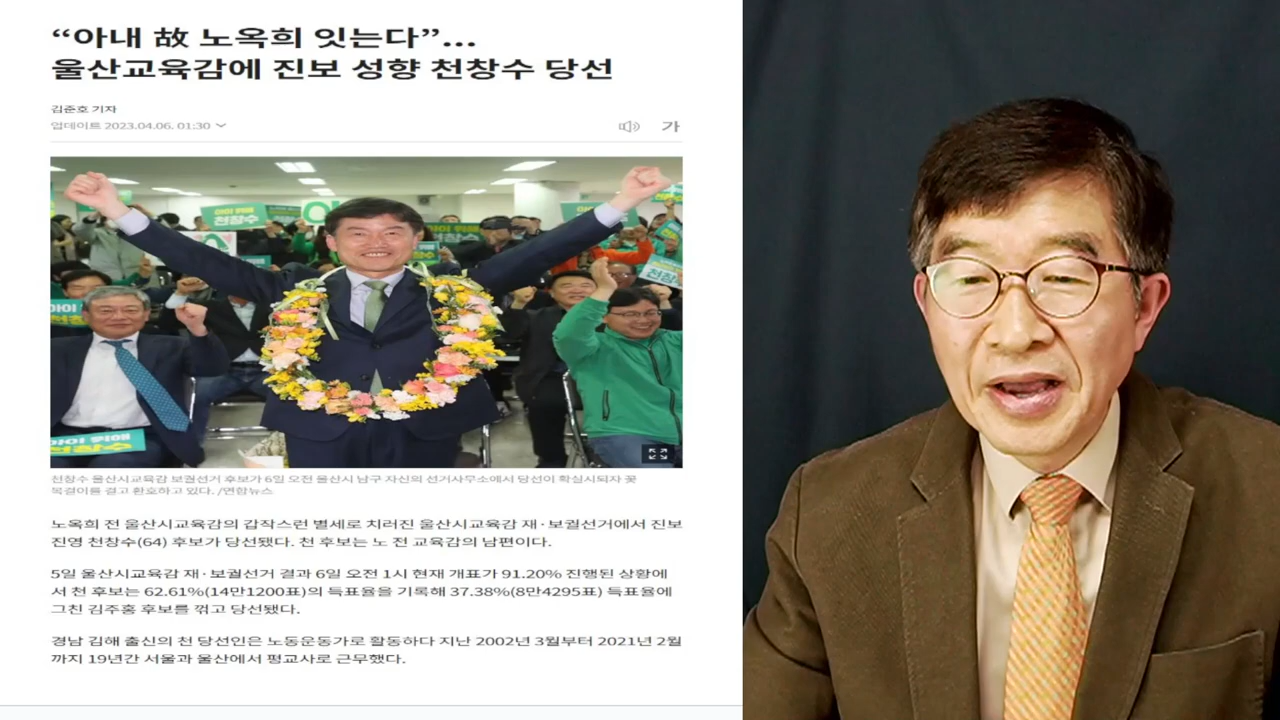 “아내 故 노옥희 잇는다”...
울산교육감에 진보 성향 천창수 당선
김준호 기자
업데이트 2023.04.06. 01:30
가
아이 위해
천창수
아이 위해
천창수
천창수 울산시교육감 보궐선거 후보가 6일 오전 울산시 남구 자신의 선거사무소에서 당선이 확실시되자 꽃
목걸이를 걸고 환호하고 있다. /연합뉴스
노옥희 전 울산시교육감의 갑작스런 별세로 치러진 울산시교육감 재·보궐선거에서 진보
진영 천창수(64) 후보가 당선됐다. 천 후보는 노 전 교육감의 남편이다.
5일 울산시교육감 재·보궐선거 결과 6일 오전 1시 현재 개표가 91.20% 진행된 상황에
서 천 후보는 62.61%(14만1200표)의 득표율을 기록해 37.38%(8만4295표) 득표율에
그친 김주홍 후보를 꺾고 당선됐다.
경남 김해 출신의 천 당선인은 노동운동가로 활동하다 지난 2002년 3월부터 2021년 2월
까지 19년간 서울과 울산에서 평교사로 근무했다.